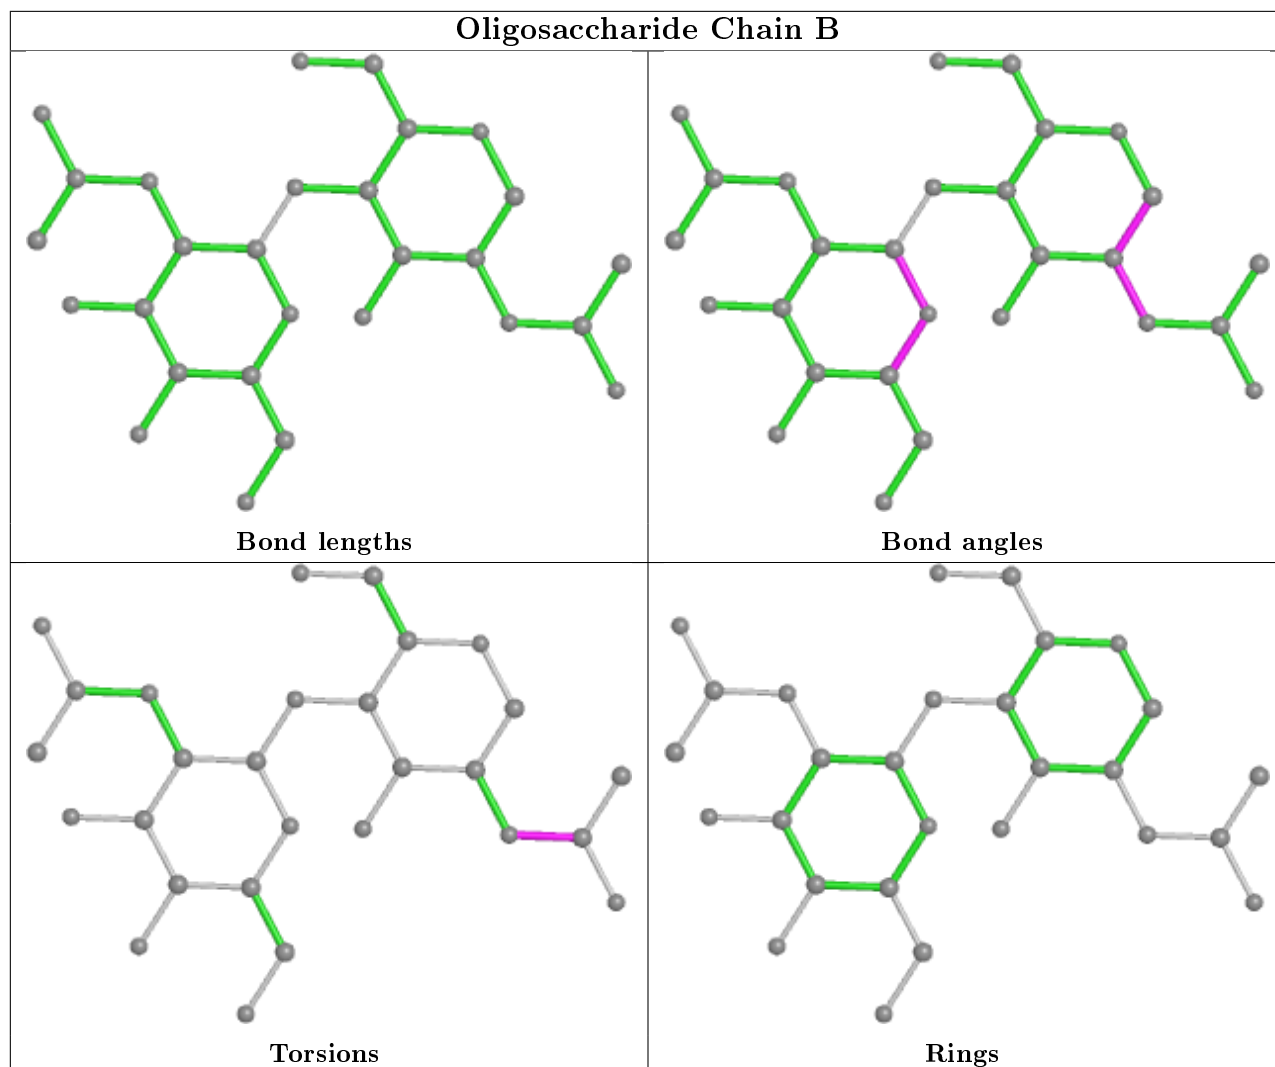 Oligosaccharide Chain B
Bond lengths
Bond angles
Torsions
Rings